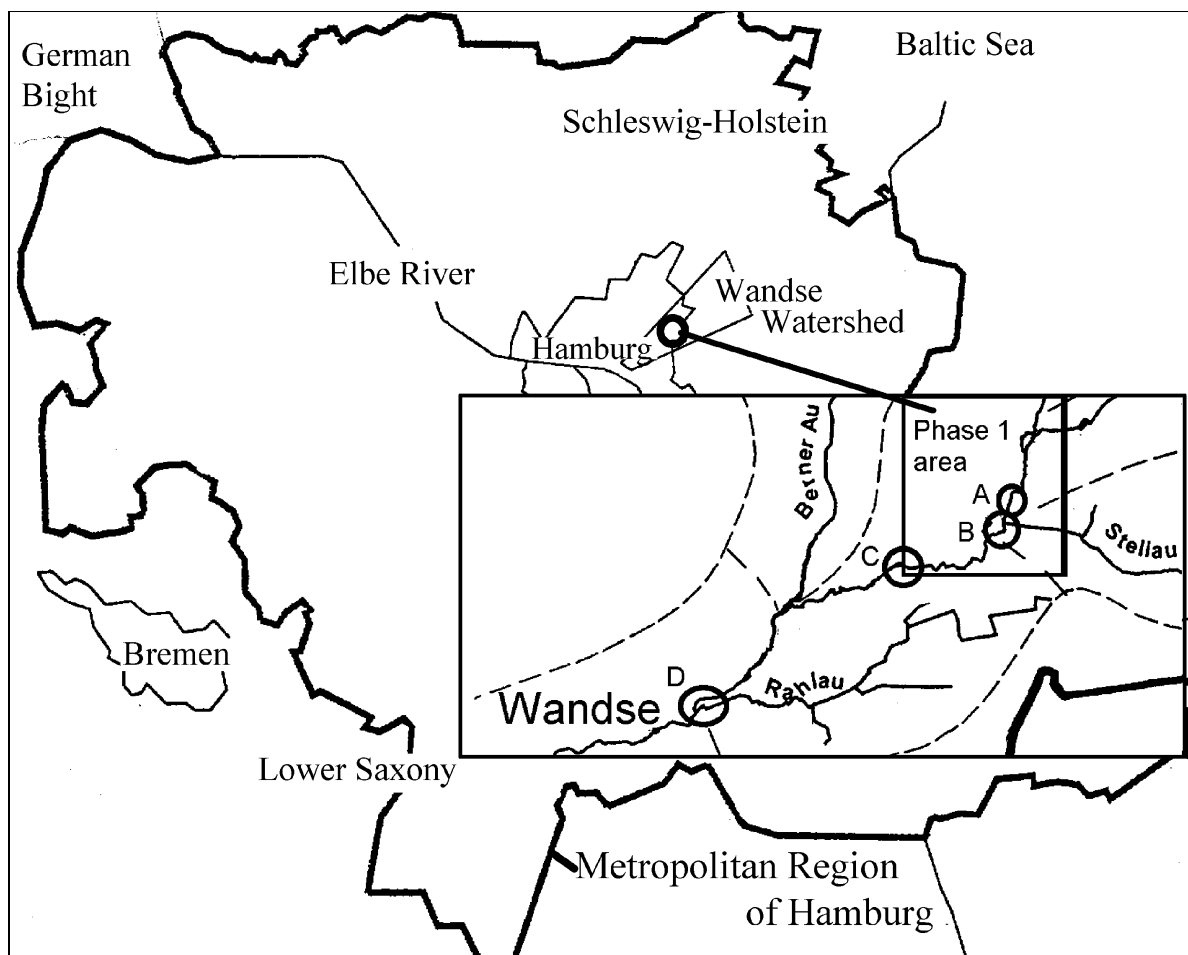 German
Bight
Baltic Sea
Schleswig-Holstein
Elbe River
Wandse
Watershed
Hamburg
Berner Au
Phase 1
area
A
B
Stellau
C
Bremen
D
Rahlau
Wandse
Lower Saxony
Metropolitan Region
of Hamburg